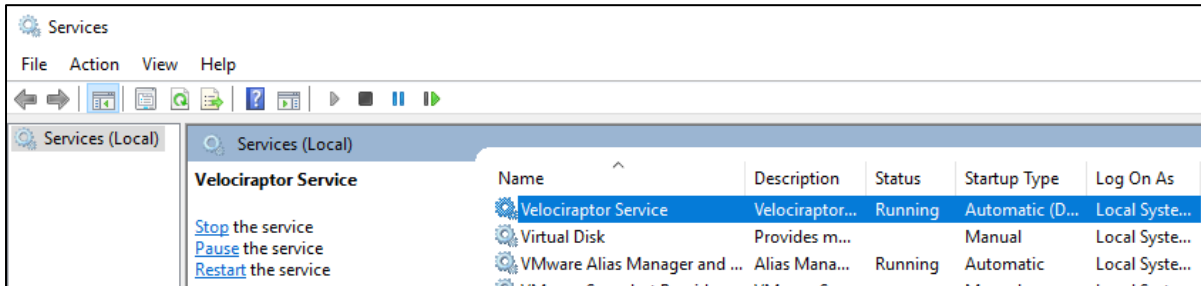 Services
File Action View Help
Services (Local)
Services (Local)
Velociraptor Service
Stop the service
Pause the service
Restart the service
Name Description Status Startup Type Log On As
Velociraptor Service Velociraptor... Running Automatic (D... Local Syste...
Virtual Disk Provides m... Manual Local Syste...
VMware Alias Manager and ... Alias Mana... Running Automatic Local Syste...